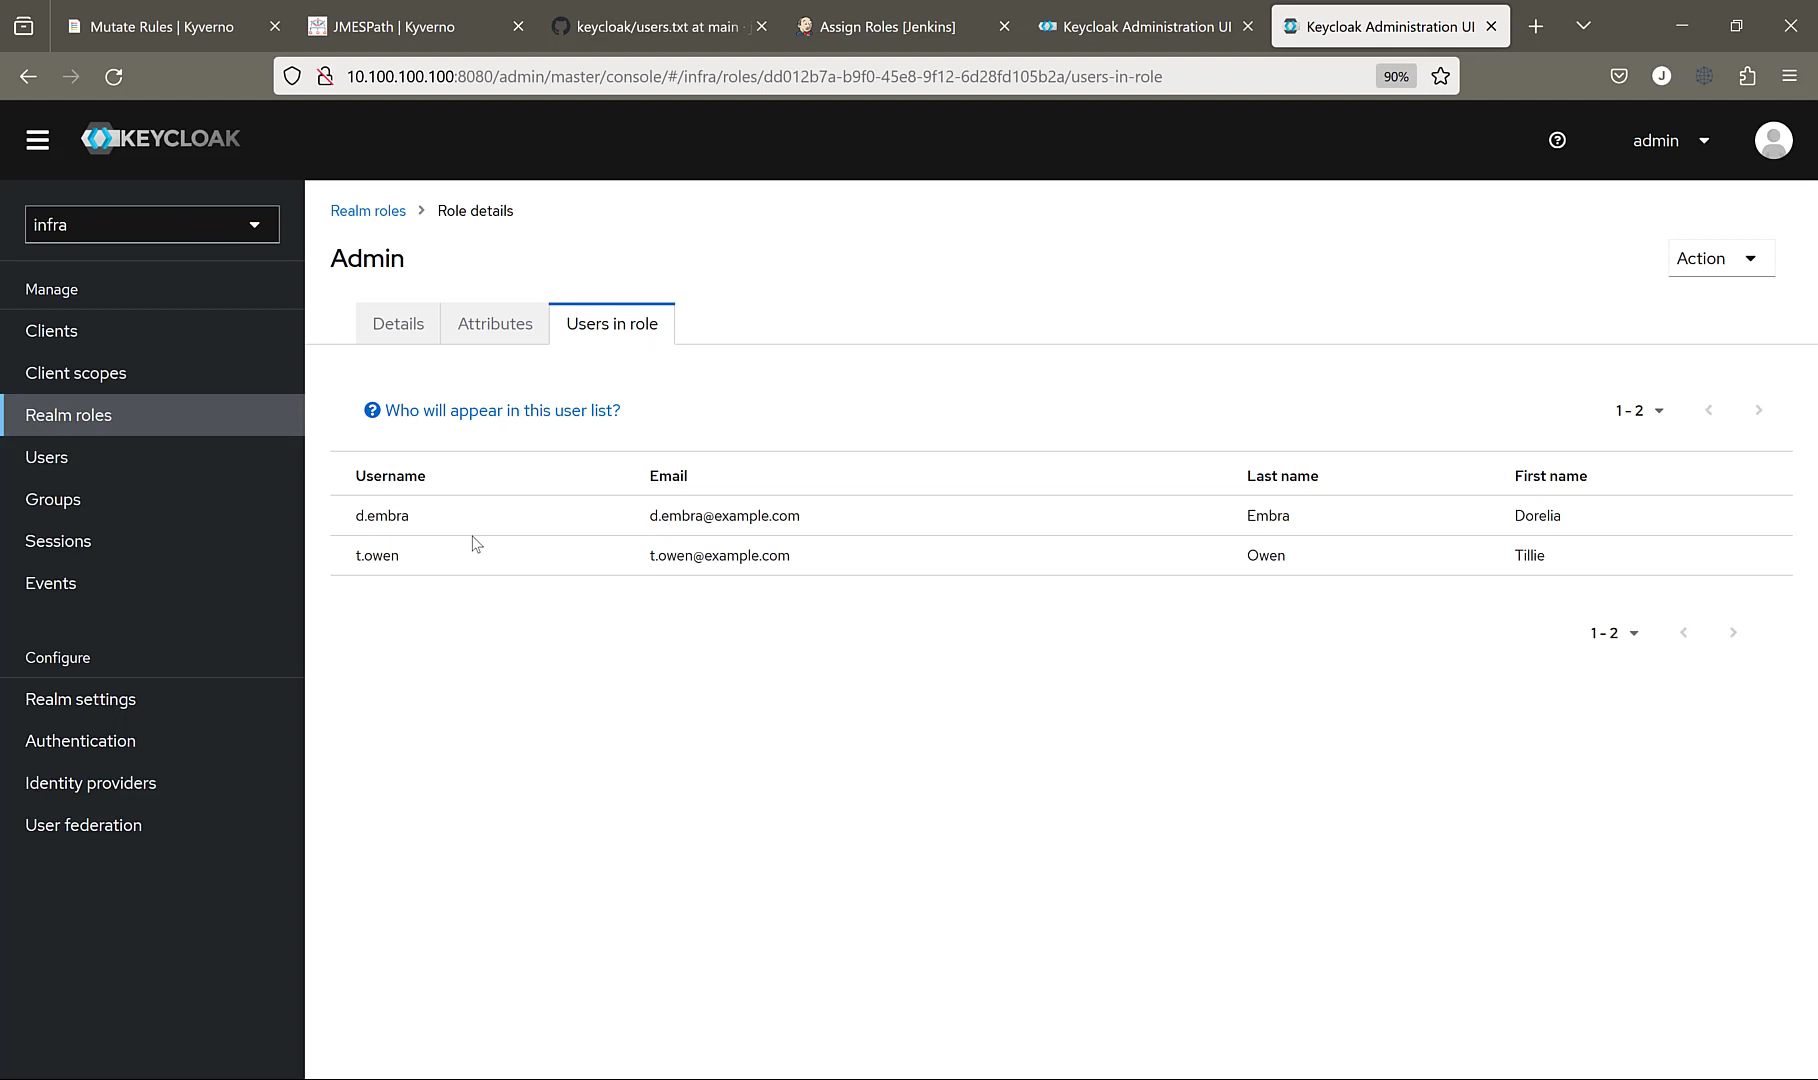 Mutate Rules | Kyverno
JMESPath | Kyverno
keycloak/users.txt at main
Assign Roles [Jenkins]
Keycloak Administration UI
Keycloak Administration UI
10.100.100.100:8080/admin/master/console/#/infra/roles/dd012b7a-b9f0-45e8-9f12-6d28fd105b2a/users-in-role
90%
J
KEYCLOAK
admin
infra
Manage
Clients
Client scopes
Realm roles
Users
Groups
Sessions
Events
Configure
Realm settings
Authentication
Identity providers
User federation
Realm roles > Role details
Admin
Action
Details Attributes Users in role
? Who will appear in this user list?
1 - 2
Username Email Last name First name
d.embra d.embra@example.com Embra Dorelia
t.owen t.owen@example.com Owen Tillie
1 - 2